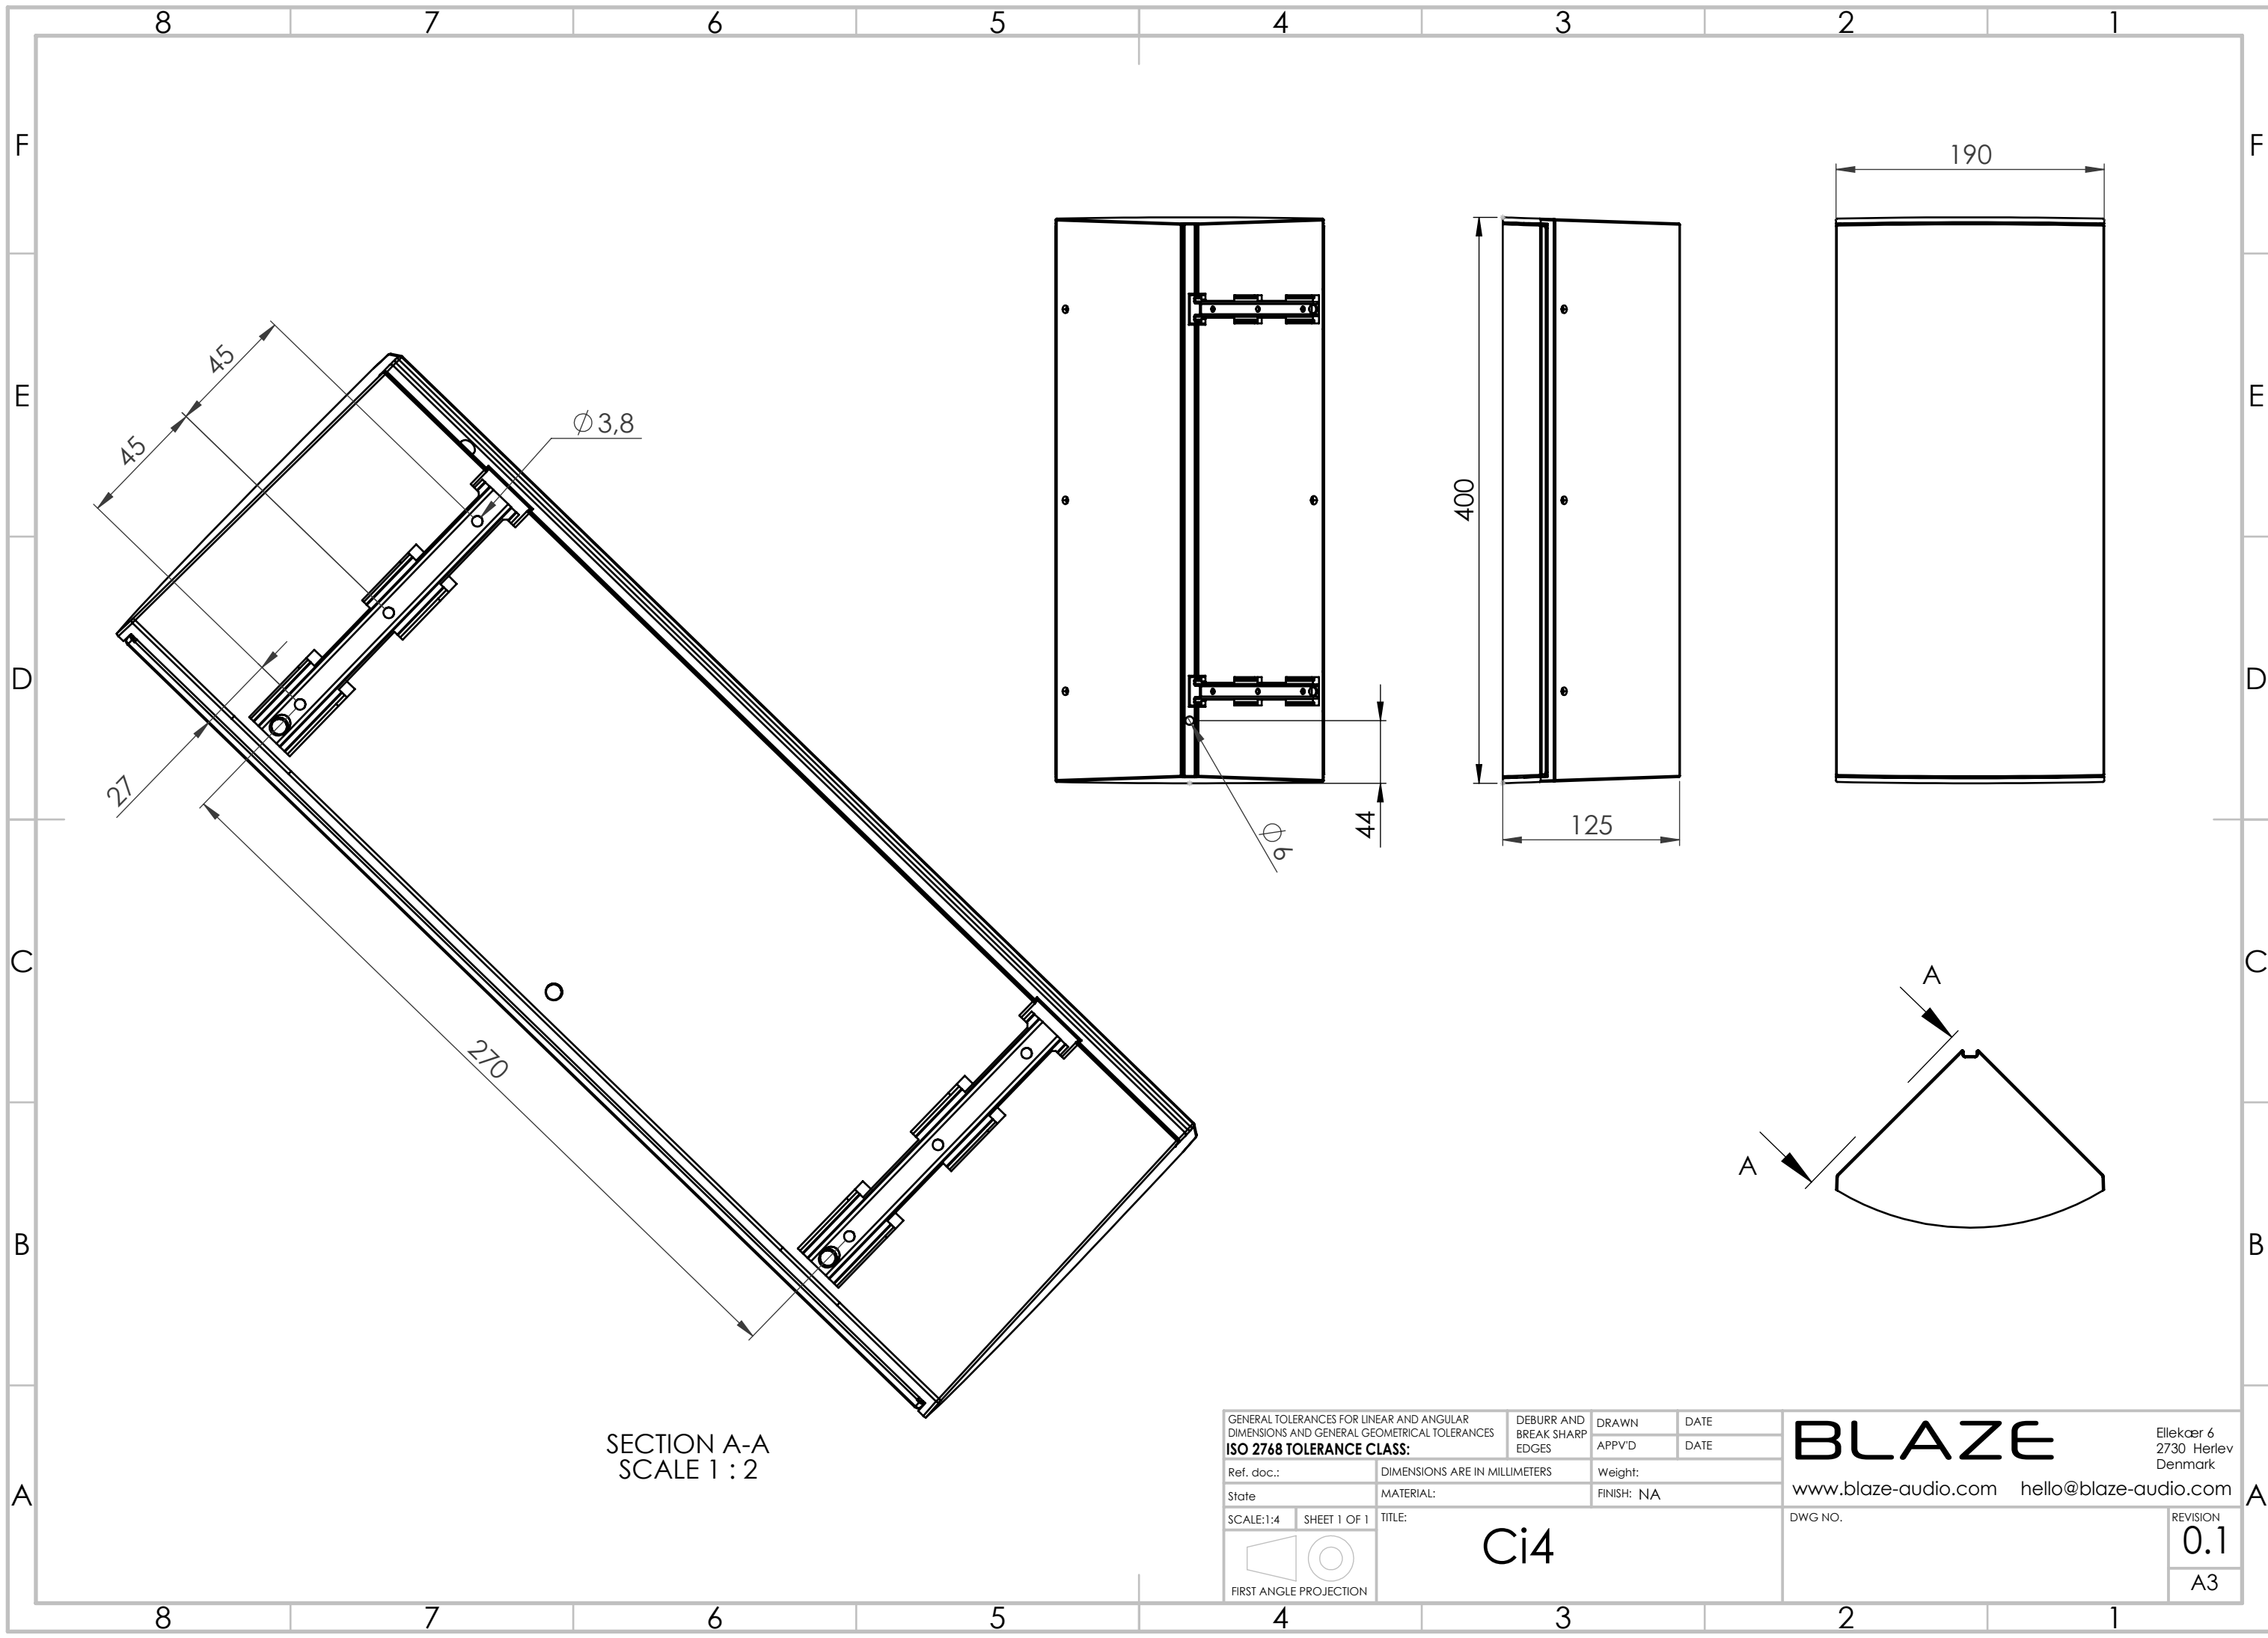 8 7 6 5 4 3 2 1
F F
E E
D D
C C
B B
A A
190
45
45
Ø3,8
27
270
400
125
44
Ø6
A
A
SECTION A-A
SCALE 1 : 2
GENERAL TOLERANCES FOR LINEAR AND ANGULAR
DIMENSIONS AND GENERAL GEOMETRICAL TOLERANCES
ISO 2768 TOLERANCE CLASS:
DEBURR AND
BREAK SHARP
EDGES
DRAWN
DATE
APPV'D
DATE
Ref. doc.:
DIMENSIONS ARE IN MILLIMETERS
Weight:
State
MATERIAL:
FINISH: NA
SCALE:1:4
SHEET 1 OF 1
TITLE:
Ci4
FIRST ANGLE PROJECTION
BLAZE
Ellekær 6
2730 Herlev
Denmark
www.blaze-audio.com hello@blaze-audio.com
DWG NO.
REVISION
0.1
A3
8 7 6 5 4 3 2 1